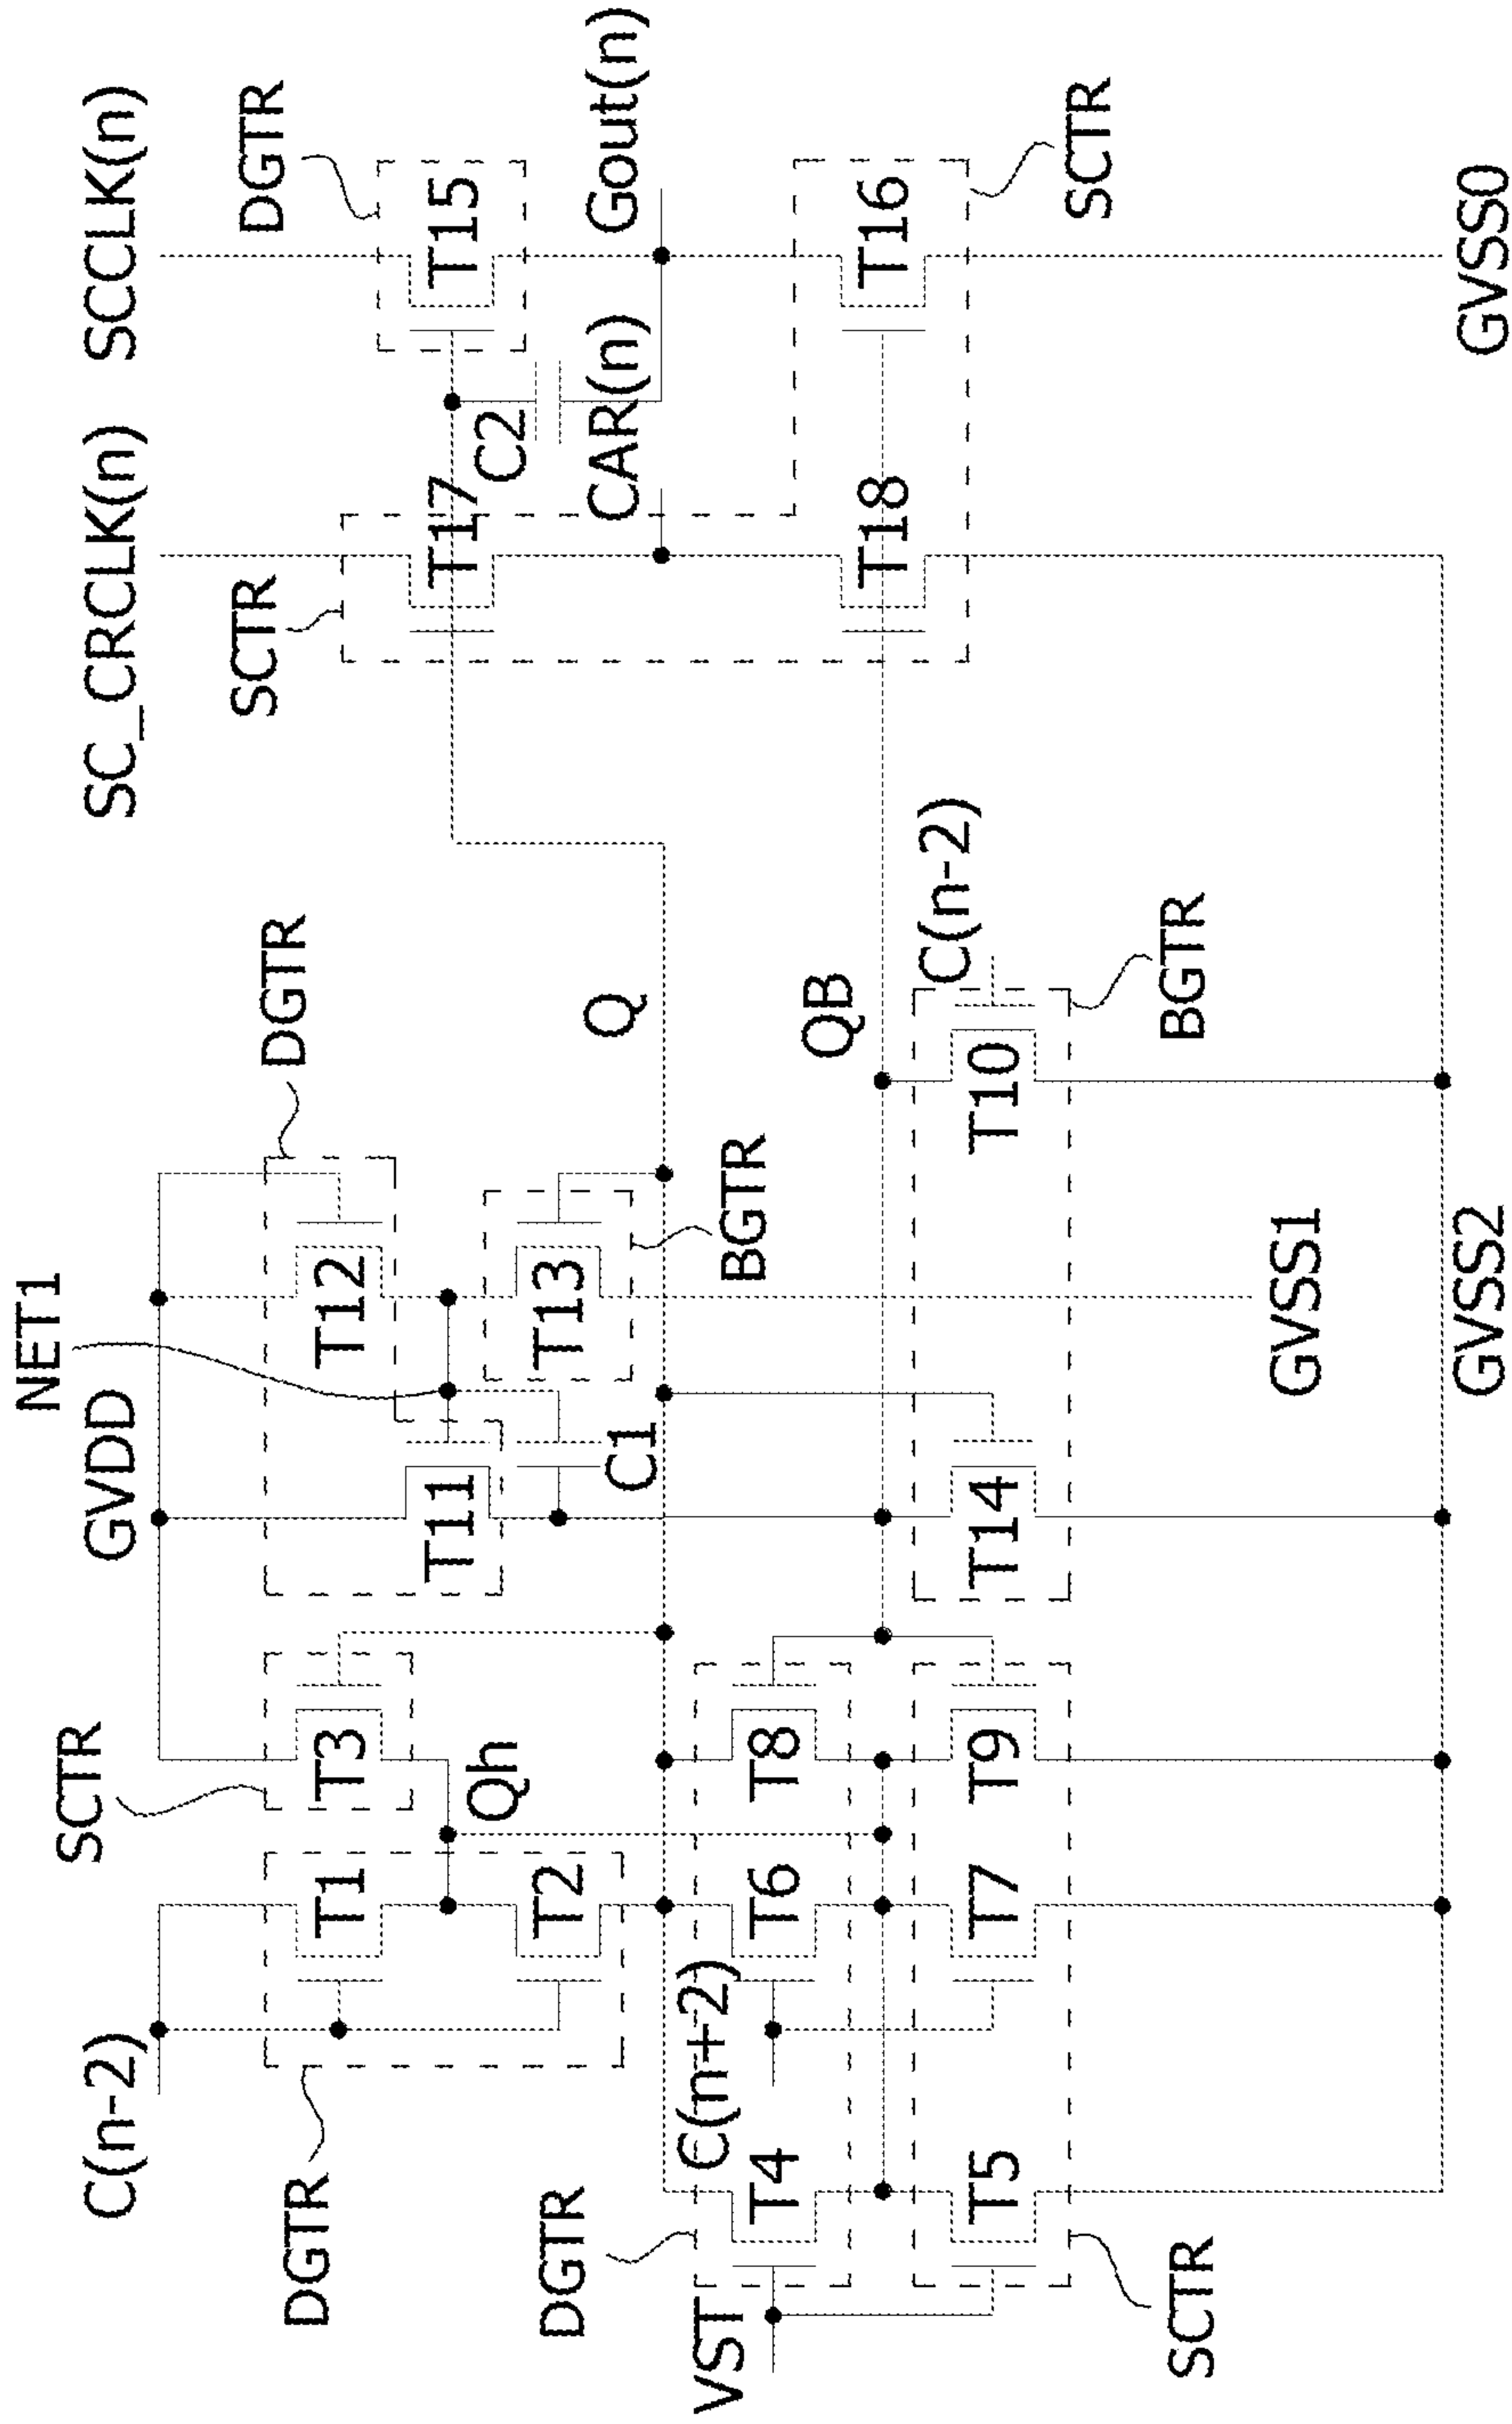 NET1
C(n-2)
SCTR
GVDD
SC_CRCLK(n)
SCCLK(n)
DGTR
T1
T3
T12
DGTR
SCTR
DGTR
Qh
T11
T17
T15
C2
T2
C1
T13
Q
CAR(n)
Gout(n)
VST
DGTR
C(n+2)
T4
T6
T8
BGTR
QB
T18
T16
C(n-2)
T5
T7
T9
T14
T10
SCTR
SCTR
BGTR
GVSS1
GVSS2
GVSS0